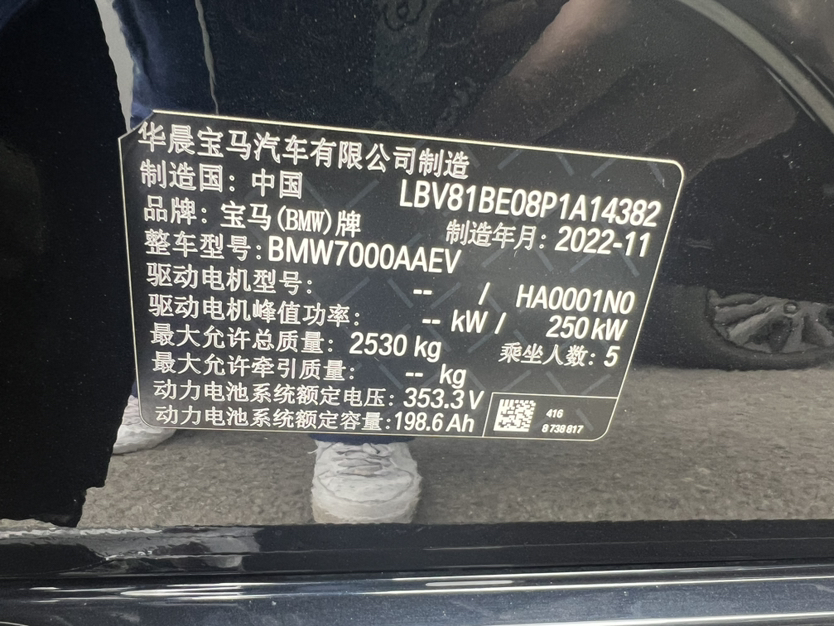 华晨宝马汽车有限公司制造
制造国: 中国 LBV81BE08P1A14382
品牌: 宝马(BMW)牌 制造年月: 2022-11
整车型号: BMW7000AAEV
驱动电机型号: -- / HA0001N0
驱动电机峰值功率: -- kW / 250 kW
最大允许总质量: 2530 kg 乘坐人数: 5
最大允许牵引质量: -- kg
动力电池系统额定电压: 353.3 V
动力电池系统额定容量: 198.6 Ah
416
8 738 817